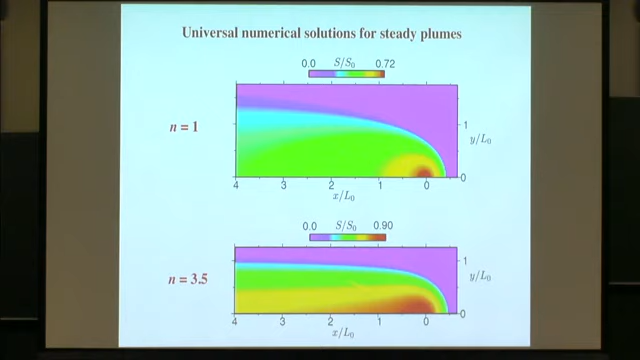 Universal numerical solutions for steady plumes
0.0 S/S₀ 0.72
n = 1
1
y/L₀
0
4 3 2 1 0
x/L₀
0.0 S/S₀ 0.90
n = 3.5
1
y/L₀
0
4 3 2 1 0
x/L₀